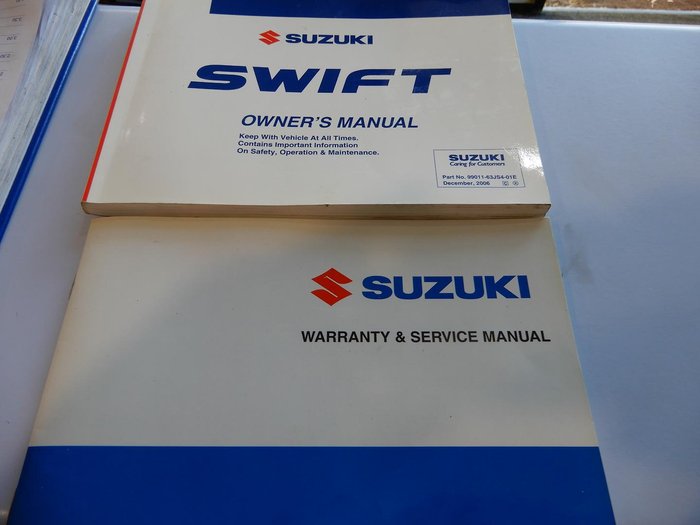 SUZUKI
SWIFT
OWNER'S MANUAL
Keep With Vehicle At All Times.
Contains Important Information
On Safety, Operation & Maintenance.
SUZUKI
Caring for Customers
Part No. 99011-63JS4-01E
December, 2006
SUZUKI
WARRANTY & SERVICE MANUAL